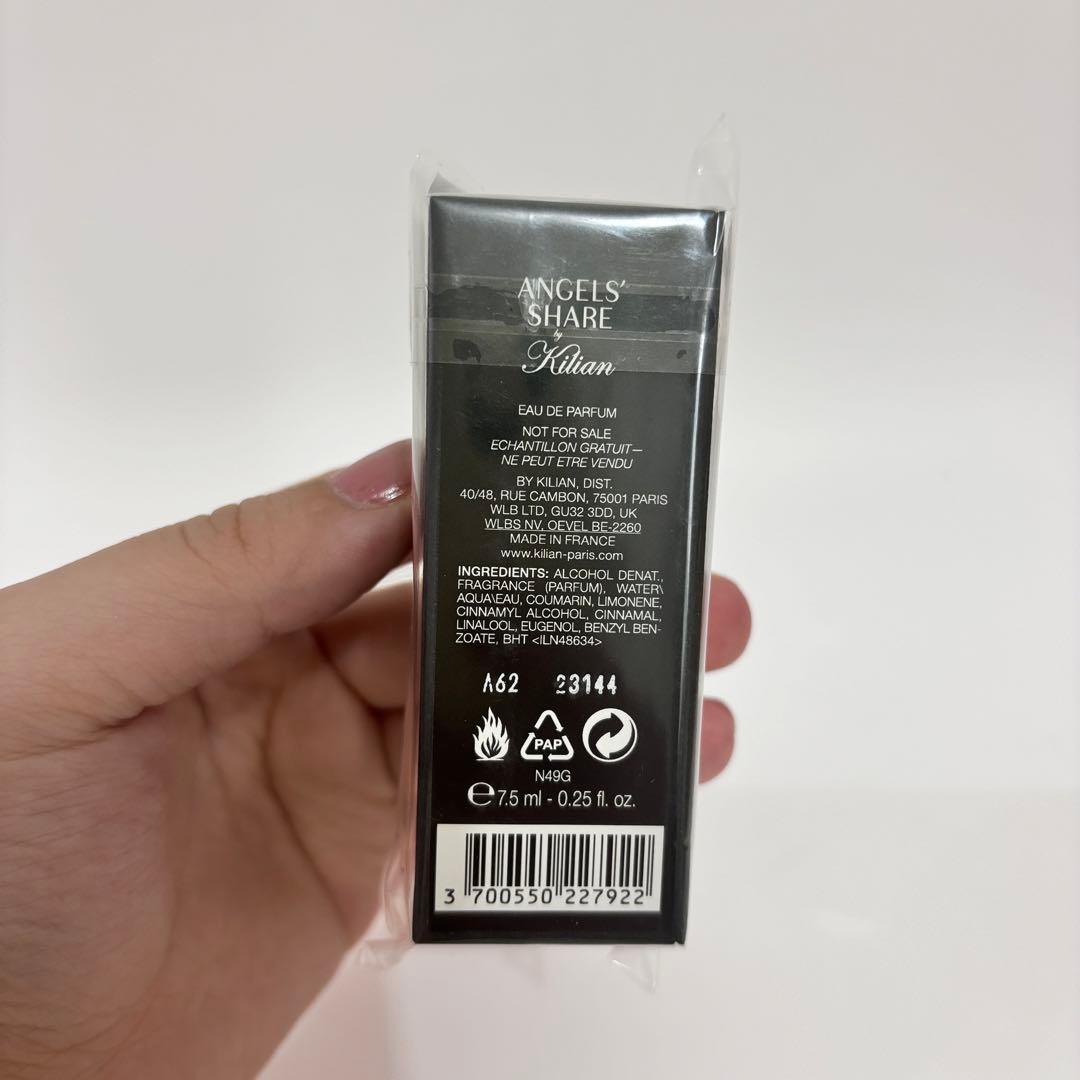 ANGELS'
SHARE
by
Kilian
EAU DE PARFUM
NOT FOR SALE
ECHANTILLON GRATUIT—
NE PEUT ETRE VENDU
BY KILIAN, DIST.
40/48, RUE CAMBON, 75001 PARIS
WLB LTD, GU32 3DD, UK
WLBS NV, OEVEL BE-2260
MADE IN FRANCE
www.kilian-paris.com
INGREDIENTS: ALCOHOL DENAT.,
FRAGRANCE (PARFUM), WATER\
AQUA\EAU, COUMARIN, LIMONENE,
CINNAMYL ALCOHOL, CINNAMAL,
LINALOOL, EUGENOL, BENZYL BEN-
ZOATE, BHT <ILN48634>
A62 23144
PAP
N49G
℮7.5 ml - 0.25 fl. oz.
3 700550 227922